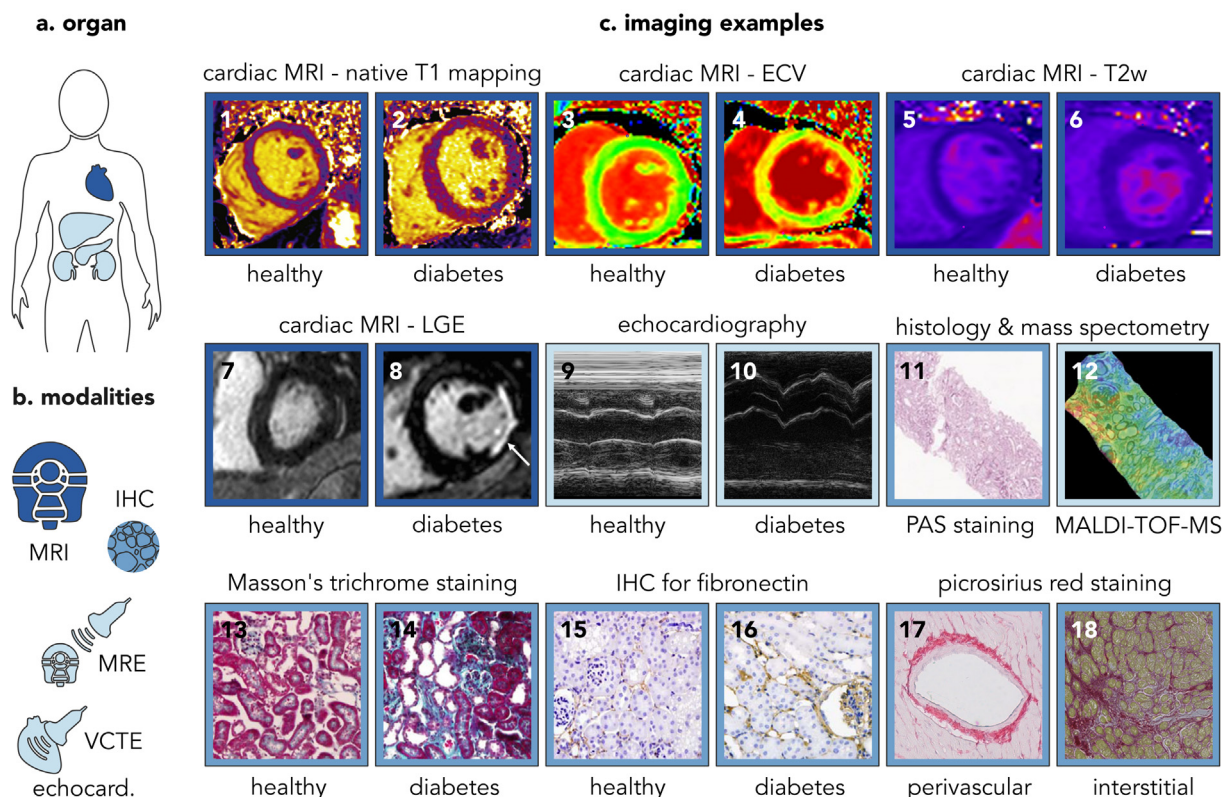 a. organ
c. imaging examples
cardiac MRI - native T1 mapping
cardiac MRI - ECV
cardiac MRI - T2w
1
2
3
4
5
6
healthy
diabetes
healthy
diabetes
healthy
diabetes
cardiac MRI - LGE
echocardiography
histology & mass spectometry
7
8
9
10
11
12
healthy
diabetes
healthy
diabetes
PAS staining
MALDI-TOF-MS
b. modalities
MRI
IHC
MRE
VCTE
echocard.
Masson's trichrome staining
IHC for fibronectin
picrosirius red staining
13
14
15
16
17
18
healthy
diabetes
healthy
diabetes
perivascular
interstitial